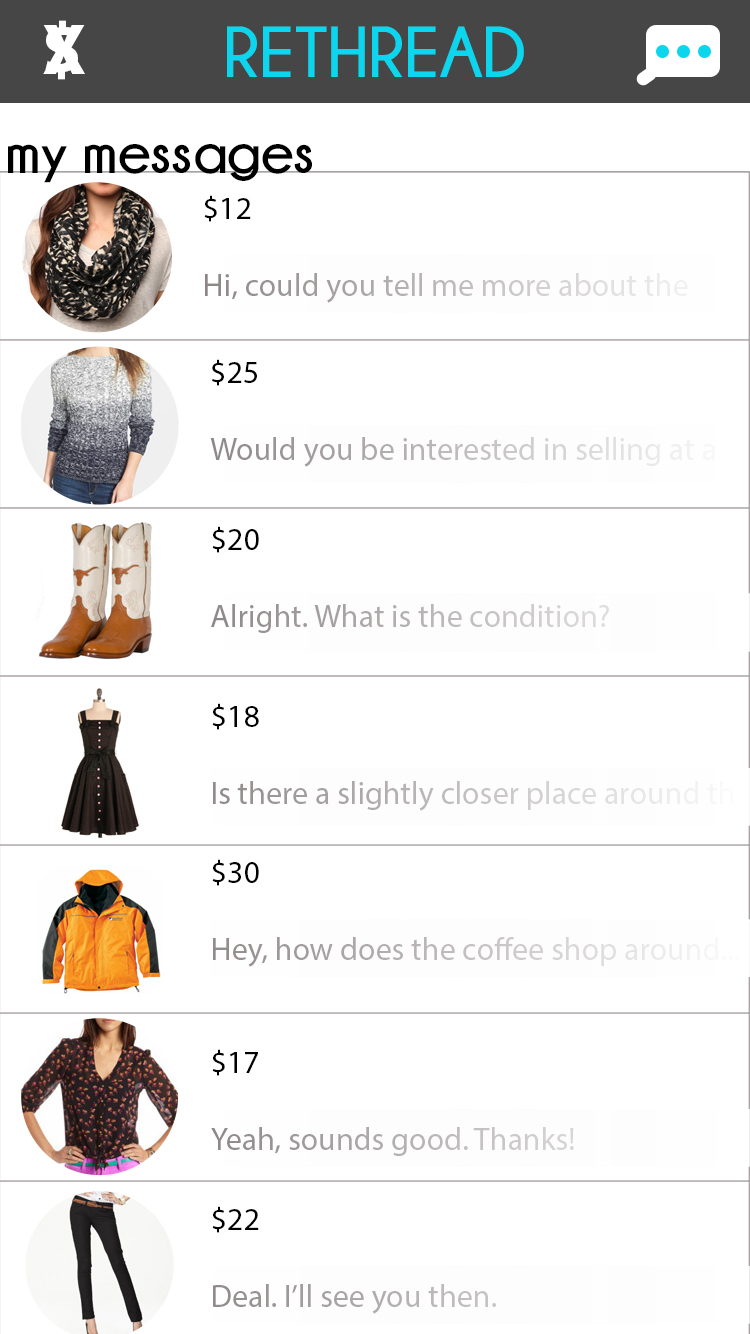 RETHREAD
my messages
$12
Hi, could you tell me more about the
$25
Would you be interested in selling at a
$20
Alright. What is the condition?
$18
Is there a slightly closer place around th
$30
Hey, how does the coffee shop around...
$17
Yeah, sounds good. Thanks!
$22
Deal. I’ll see you then.